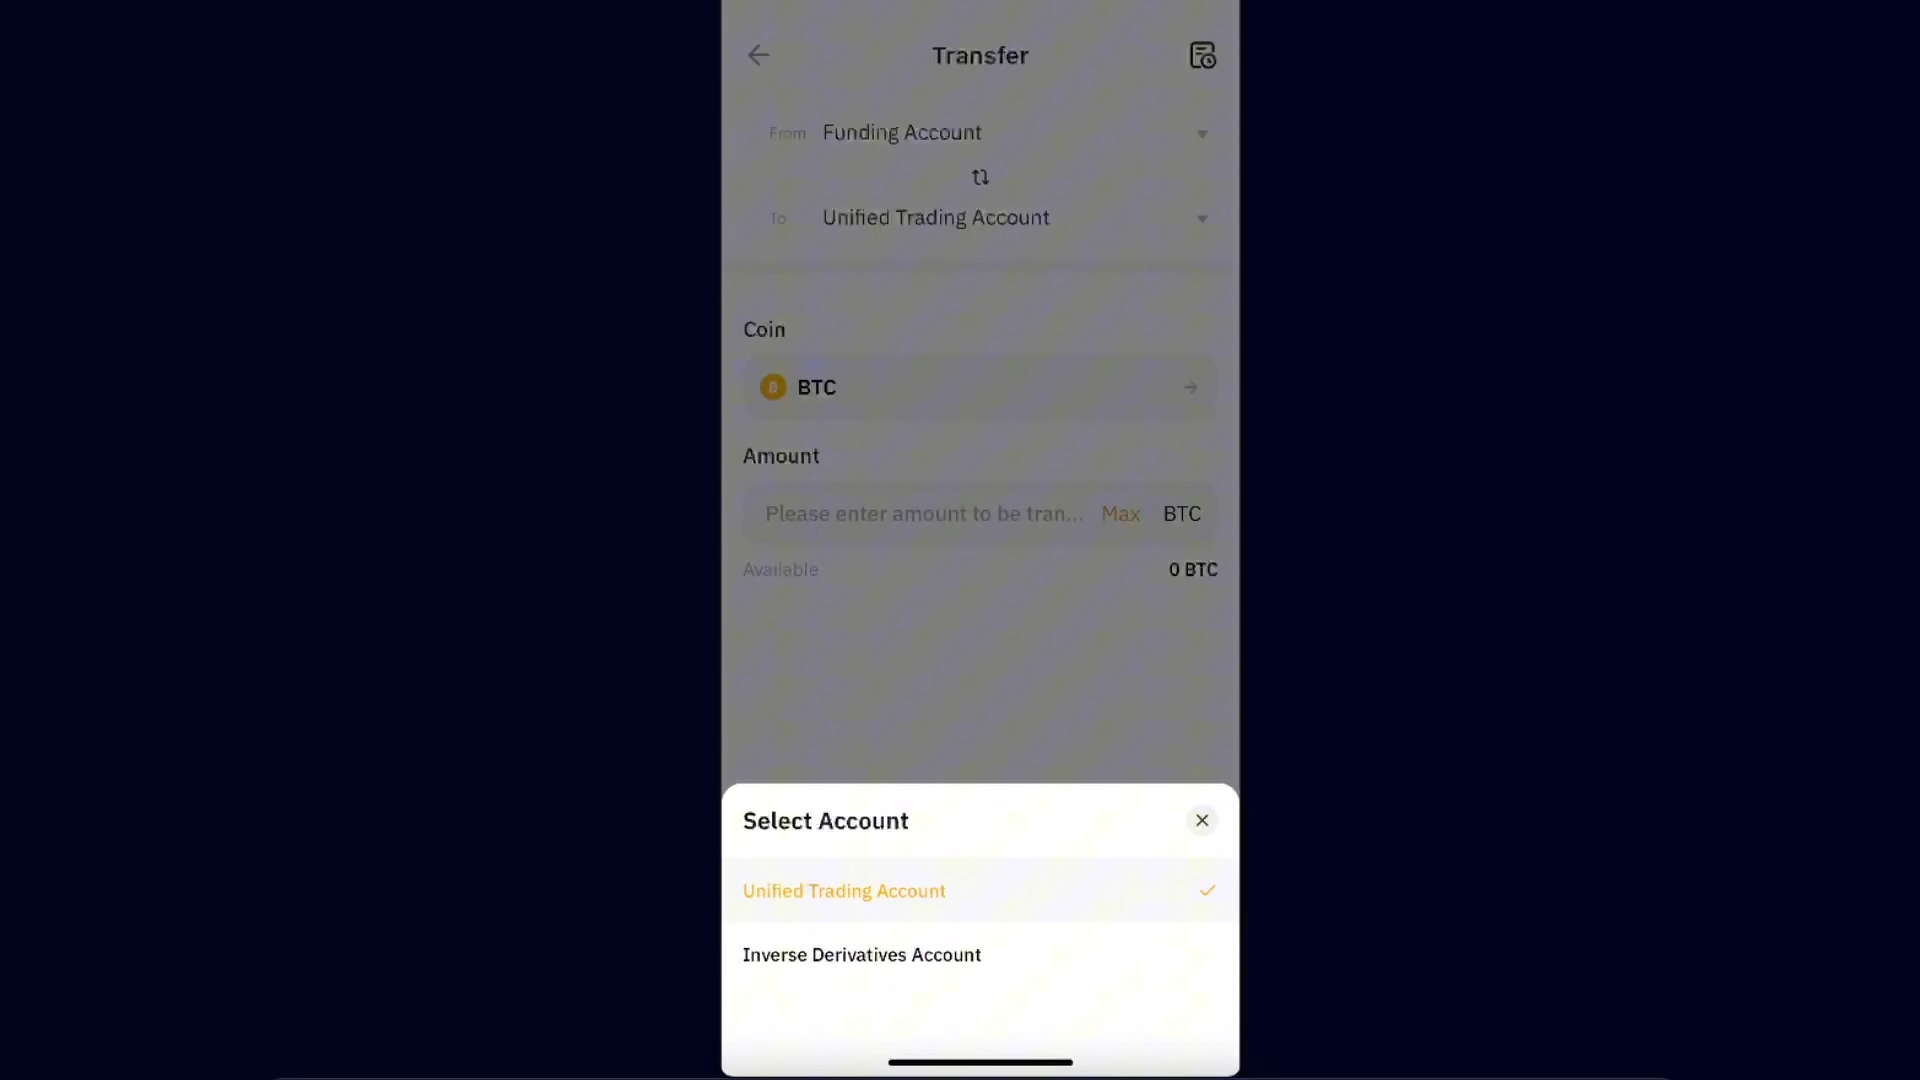 Transfer
From Funding Account
To Unified Trading Account
Coin
BTC
Amount
Please enter amount to be tran... Max BTC
Available 0 BTC
Select Account
Unified Trading Account
Inverse Derivatives Account